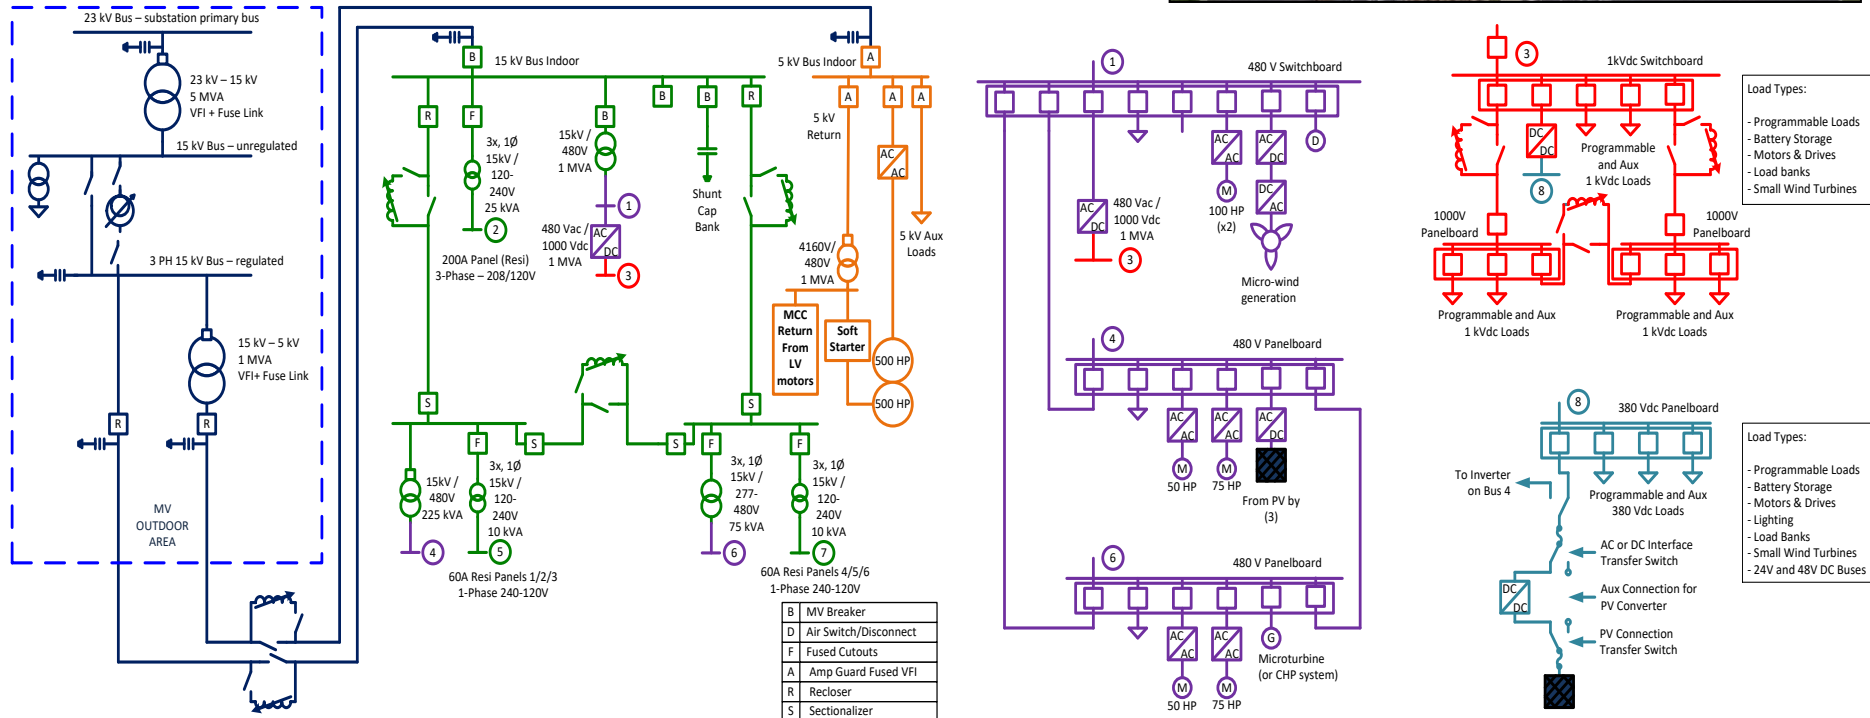 23 kV Bus – substation primary bus
23 kV – 15 kV
5 MVA
VFI + Fuse Link
15 kV Bus – unregulated
3 PH 15 kV Bus – regulated
15 kV – 5 kV
1 MVA
VFI+ Fuse Link
R
R
MV
OUTDOOR
AREA
B
15 kV Bus Indoor
R
F
B
B
B
R
3x, 1Ø
15kV /
120-
240V
25 kVA
2
200A Panel (Resi)
3-Phase – 208/120V
15kV /
480V
1 MVA
1
480 Vac /
1000 Vdc
1 MVA
AC
DC
3
Shunt
Cap
Bank
S
S
S
S
F
F
F
15kV /
480V
225 kVA
4
3x, 1Ø
15kV /
120-
240V
10 kVA
5
60A Resi Panels 1/2/3
1-Phase 240-120V
3x, 1Ø
15kV /
277-
480V
75 kVA
6
3x, 1Ø
15kV /
120-
240V
10 kVA
7
60A Resi Panels 4/5/6
1-Phase 240-120V
B MV Breaker
D Air Switch/Disconnect
F Fused Cutouts
A Amp Guard Fused VFI
R Recloser
S Sectionalizer
5 kV Bus Indoor
A
A
A
A
5 kV
Return
AC
AC
5 kV Aux
Loads
4160V/
480V
1 MVA
MCC
Return
From
LV
motors
Soft
Starter
500 HP
500 HP
1
480 V Switchboard
AC
DC
480 Vac /
1000 Vdc
1 MVA
3
AC
AC
M
100 HP
(x2)
AC
DC
DC
AC
Micro-wind
generation
D
4
480 V Panelboard
AC
AC
M
50 HP
AC
AC
M
75 HP
AC
DC
From PV by
(3)
6
480 V Panelboard
AC
AC
M
50 HP
AC
AC
M
75 HP
G
Microturbine
(or CHP system)
3
1kVdc Switchboard
DC
DC
8
Programmable
and Aux
1 kVdc Loads
1000V
Panelboard
1000V
Panelboard
Programmable and Aux
1 kVdc Loads
Programmable and Aux
1 kVdc Loads
Load Types:
- Programmable Loads
- Battery Storage
- Motors & Drives
- Load banks
- Small Wind Turbines
8
380 Vdc Panelboard
To Inverter
on Bus 4
Programmable and Aux
380 Vdc Loads
AC or DC Interface
Transfer Switch
DC
DC
Aux Connection for
PV Converter
PV Connection
Transfer Switch
Load Types:
- Programmable Loads
- Battery Storage
- Motors & Drives
- Lighting
- Load Banks
- Small Wind Turbines
- 24V and 48V DC Buses